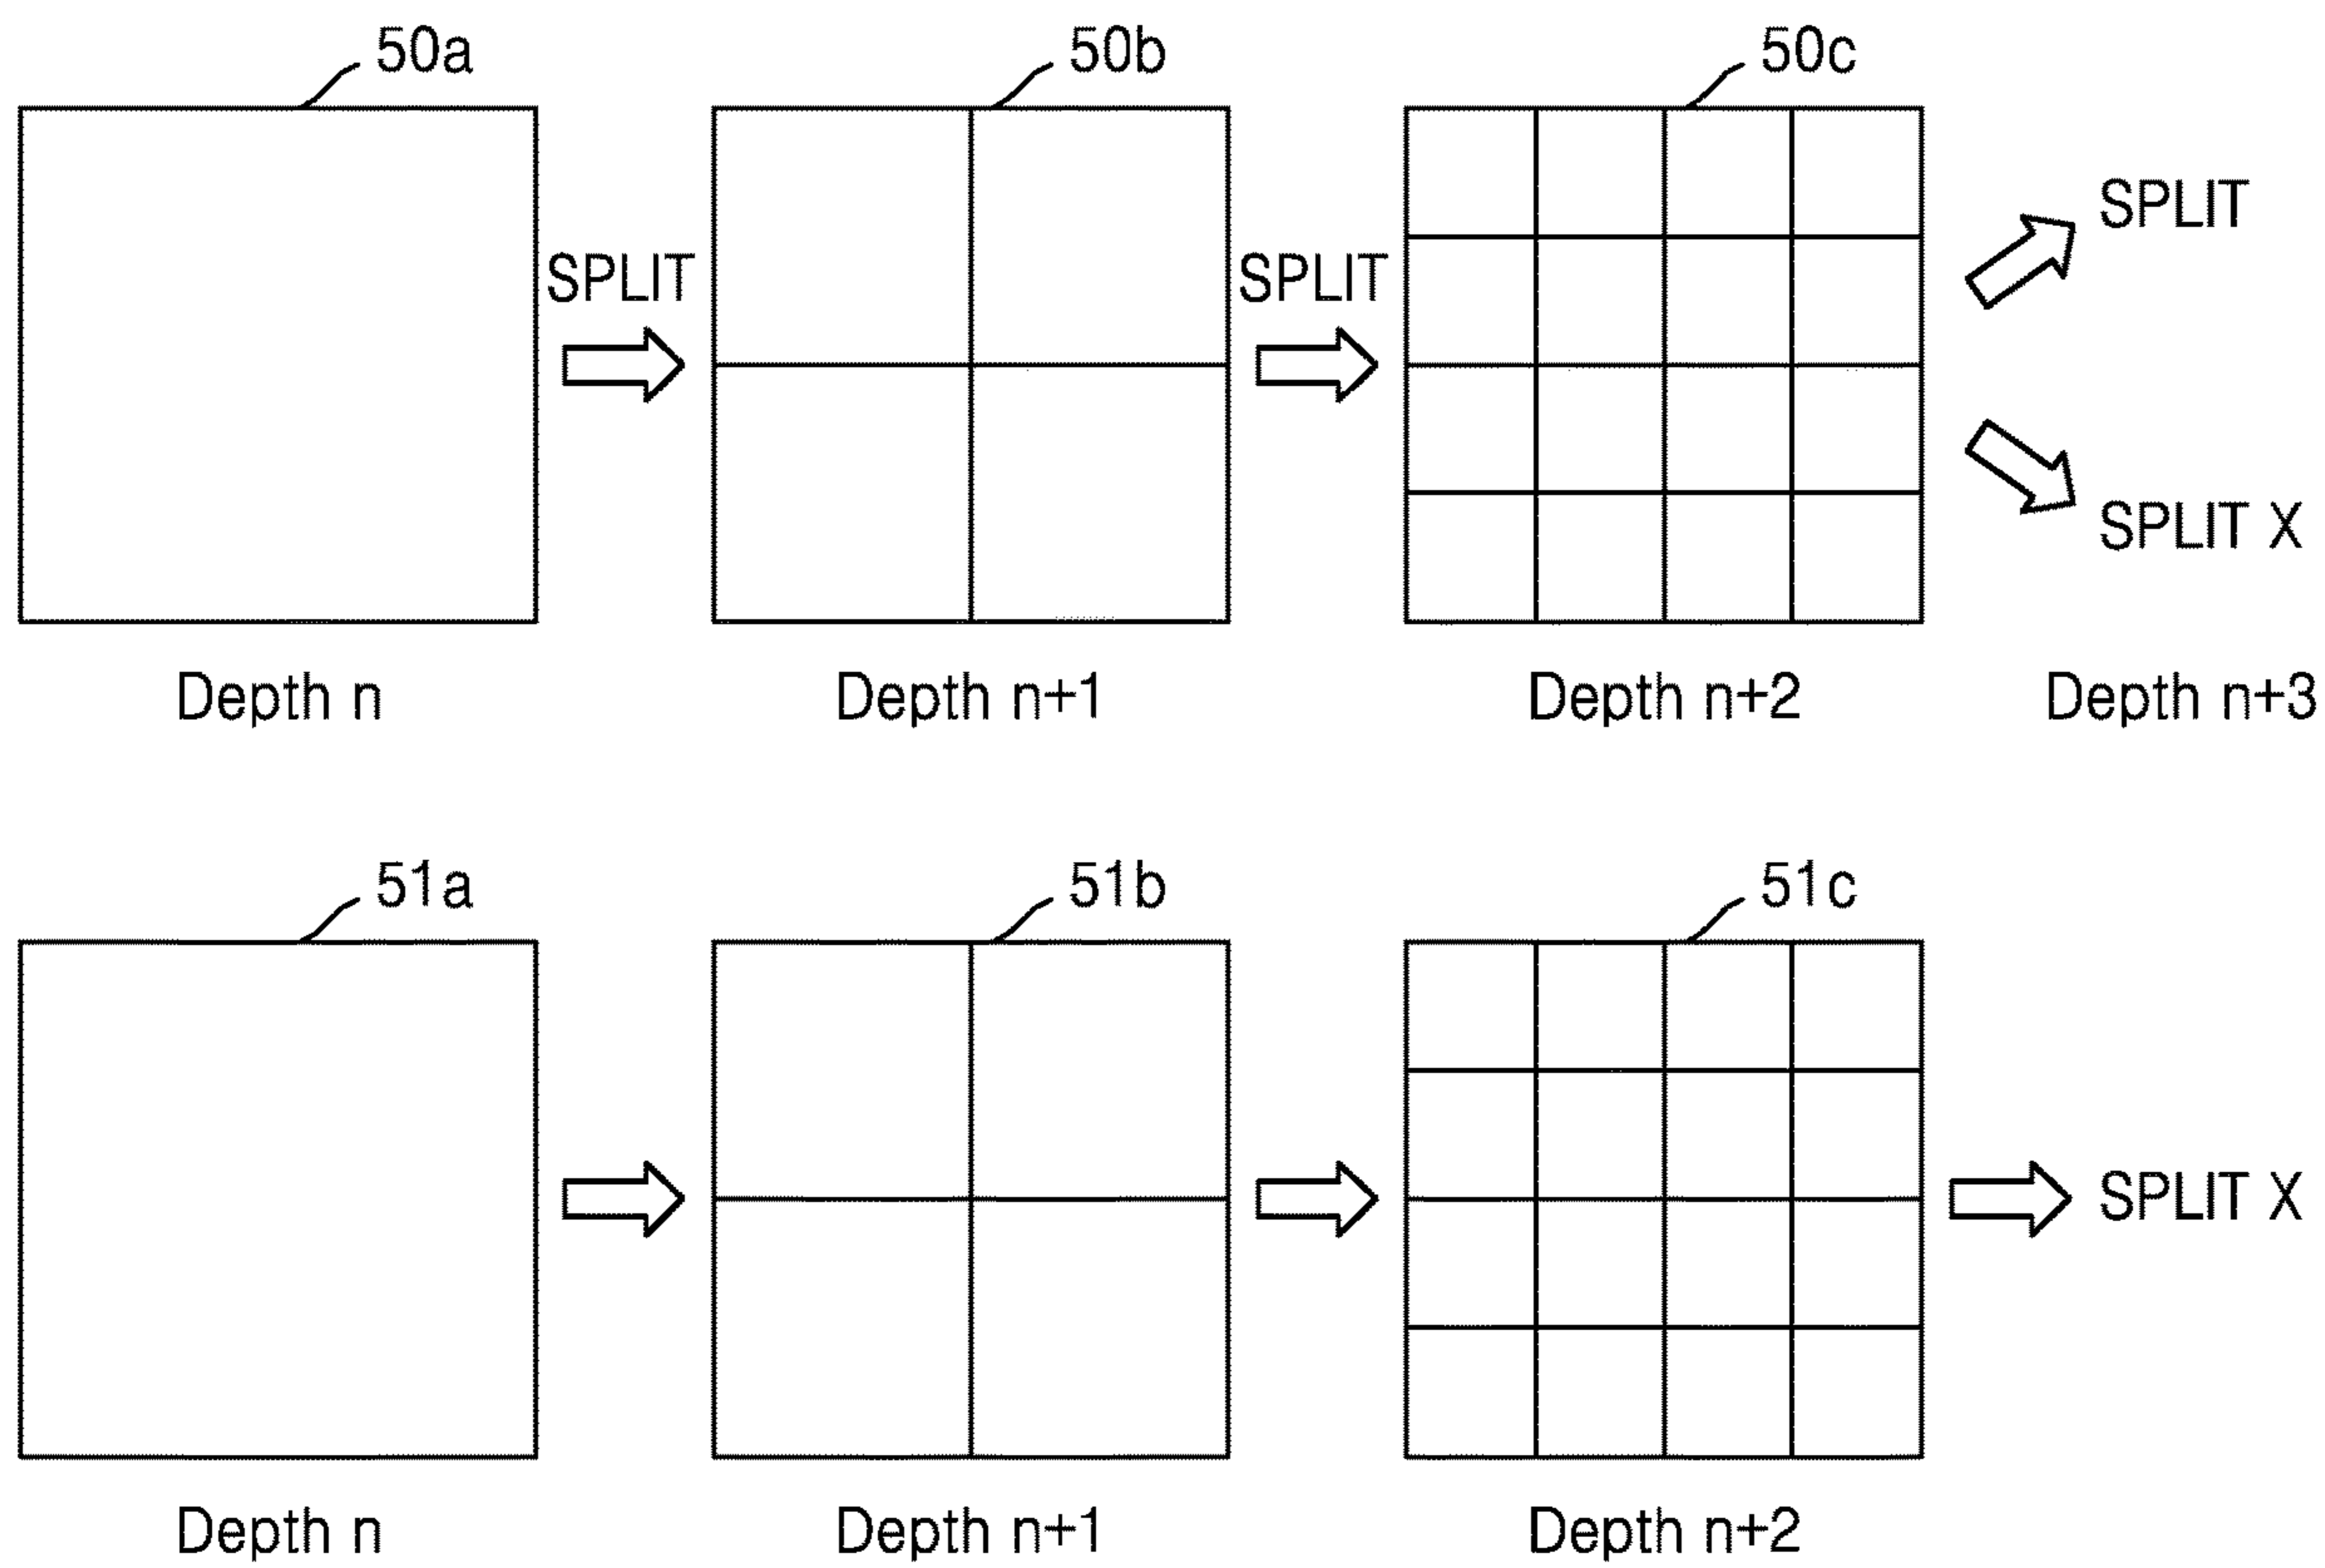 50a 50b 50c
SPLIT
SPLIT SPLIT
SPLIT X
Depth n Depth n+1 Depth n+2 Depth n+3
51a 51b 51c
SPLIT X
Depth n Depth n+1 Depth n+2